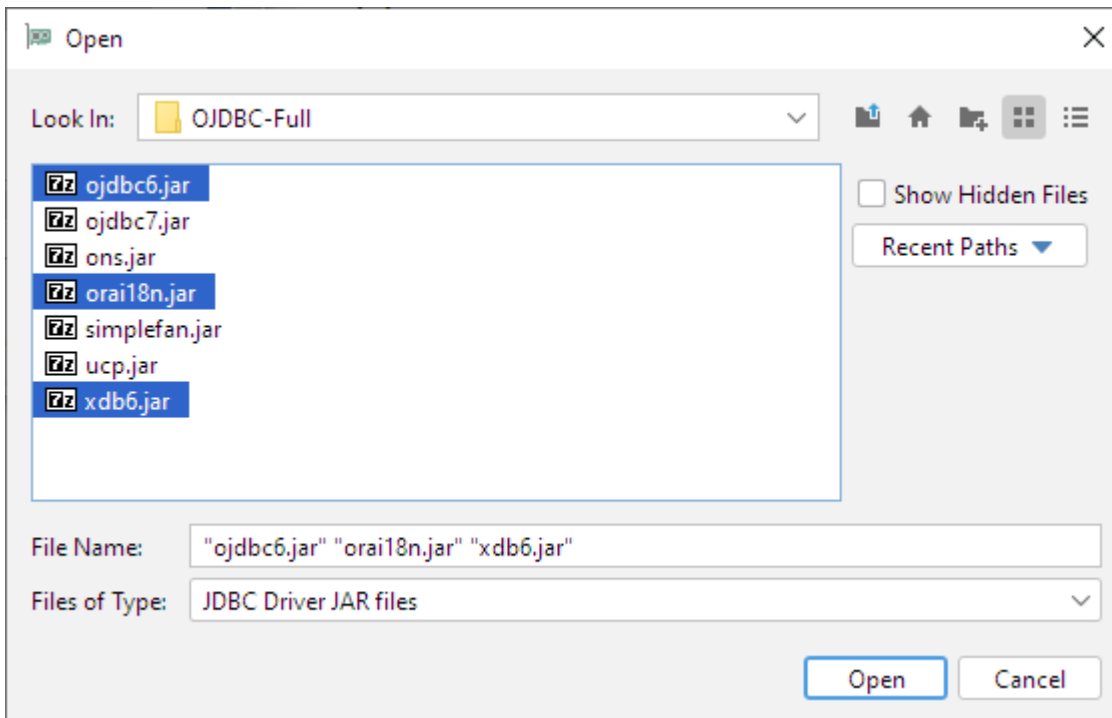 Open
Look In: OJDBC-Full
ojdbc6.jar
ojdbc7.jar
ons.jar
orai18n.jar
simplefan.jar
ucp.jar
xdb6.jar
Show Hidden Files
Recent Paths
File Name: "ojdbc6.jar" "orai18n.jar" "xdb6.jar"
Files of Type: JDBC Driver JAR files
Open Cancel